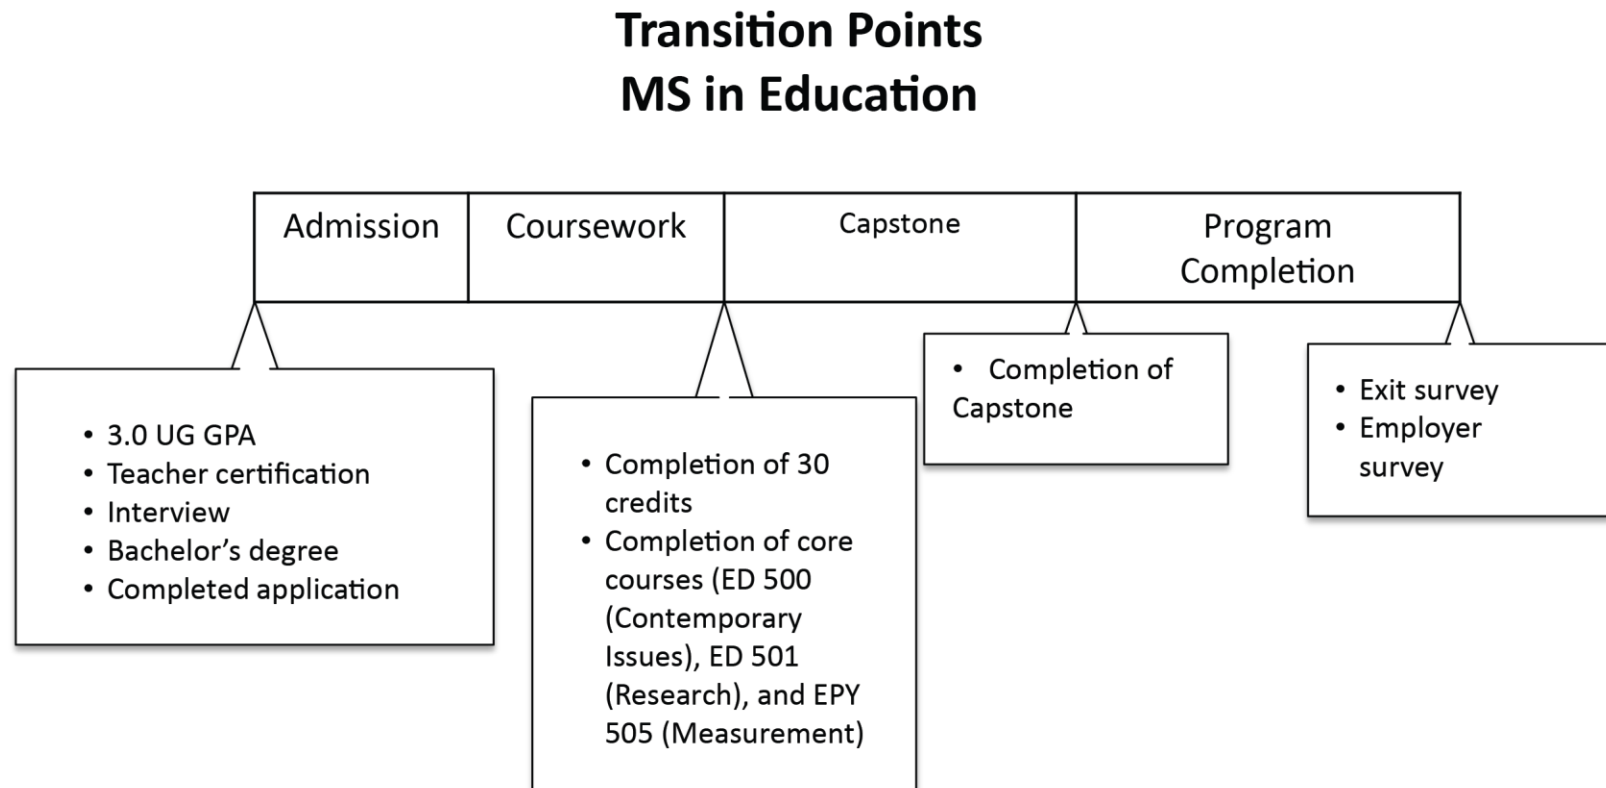 Transition Points
MS in Education
Admission
Coursework
Capstone
Program
Completion
• 3.0 UG GPA
• Teacher certification
• Interview
• Bachelor’s degree
• Completed application
• Completion of 30
credits
• Completion of core
courses (ED 500
(Contemporary
Issues), ED 501
(Research), and EPY
505 (Measurement)
• Completion of
Capstone
• Exit survey
• Employer
survey